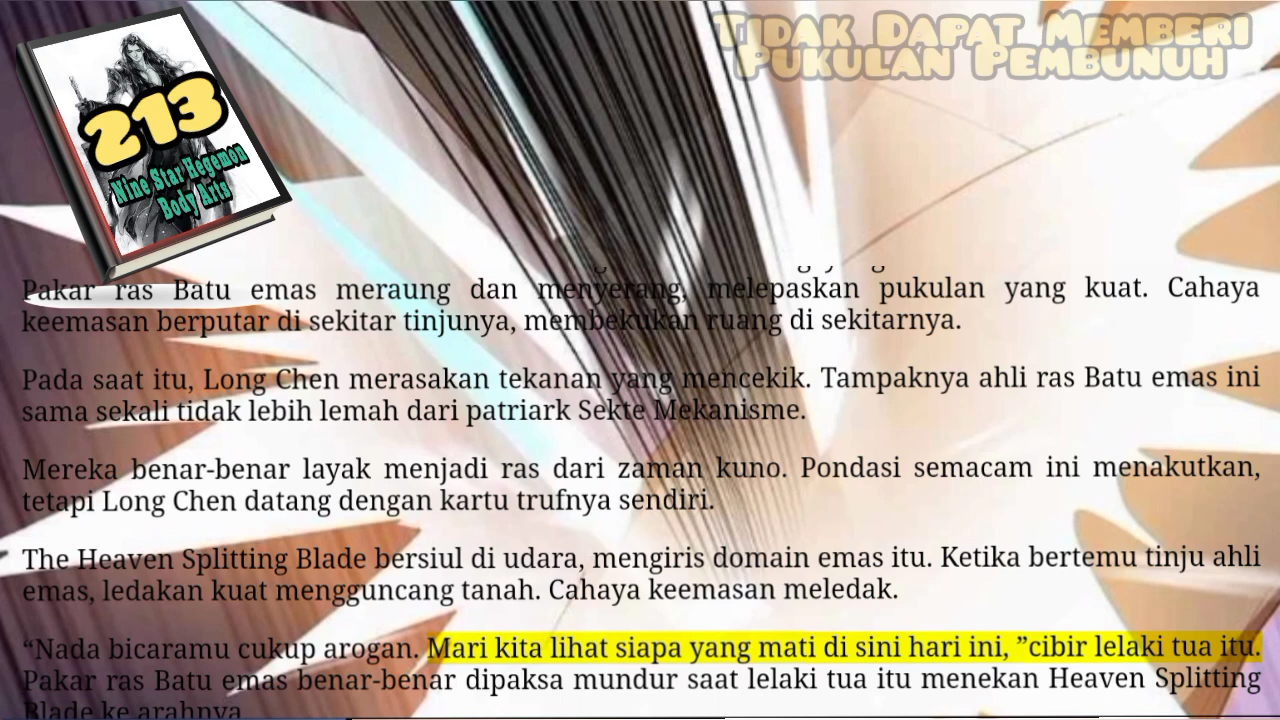 Tidak Dapat Memberi
Pukulan Pembunuh
213
Nine Star Hegemon
Body Arts
Pakar ras Batu emas meraung dan menyerang, melepaskan pukulan yang kuat. Cahaya
keemasan berputar di sekitar tinjunya, membekukan ruang di sekitarnya.
Pada saat itu, Long Chen merasakan tekanan yang mencekik. Tampaknya ahli ras Batu emas ini
sama sekali tidak lebih lemah dari patriark Sekte Mekanisme.
Mereka benar-benar layak menjadi ras dari zaman kuno. Pondasi semacam ini menakutkan,
tetapi Long Chen datang dengan kartu trufnya sendiri.
The Heaven Splitting Blade bersiul di udara, mengiris domain emas itu. Ketika bertemu tinju ahli
emas, ledakan kuat mengguncang tanah. Cahaya keemasan meledak.
“Nada bicaramu cukup arogan. Mari kita lihat siapa yang mati di sini hari ini, ”cibir lelaki tua itu.
Pakar ras Batu emas benar-benar dipaksa mundur saat lelaki tua itu menekan Heaven Splitting
Blade ke arahnya